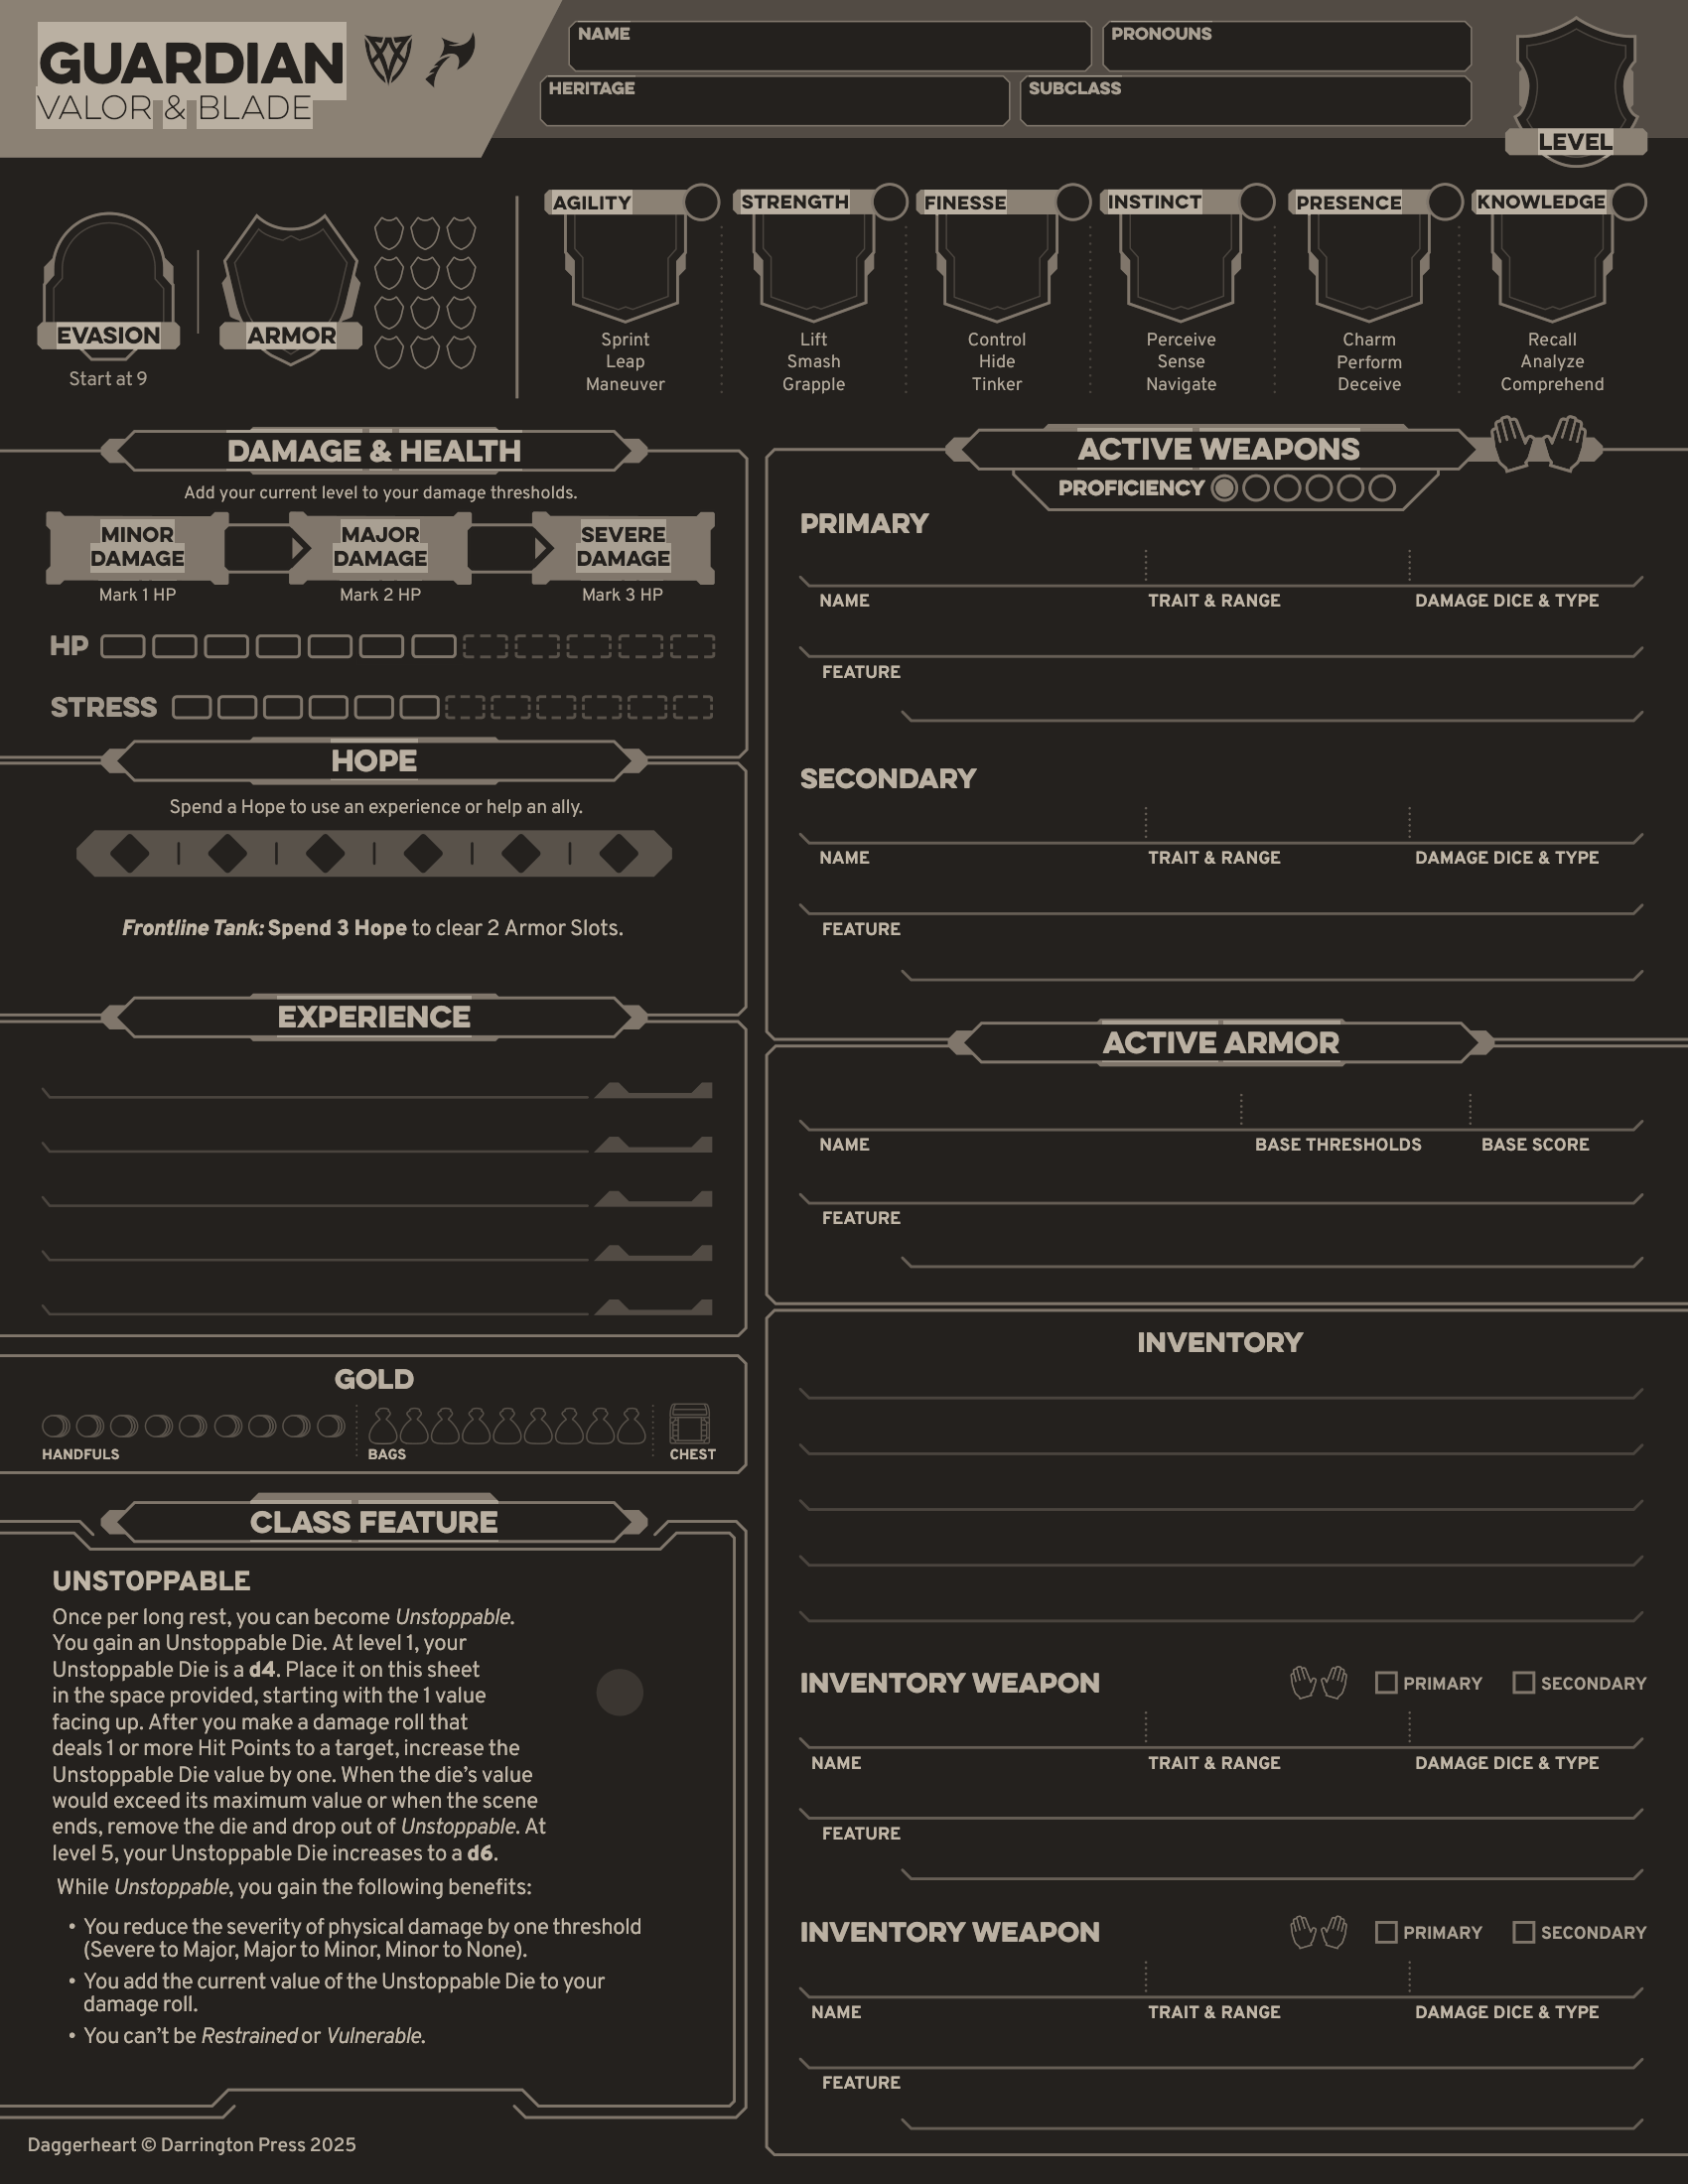 GUARDIAN
VALOR & BLADE
NAME
PRONOUNS
HERITAGE
SUBCLASS
LEVEL
EVASION
Start at 9
ARMOR
AGILITY
Sprint
Leap
Maneuver
STRENGTH
Lift
Smash
Grapple
FINESSE
Control
Hide
Tinker
INSTINCT
Perceive
Sense
Navigate
PRESENCE
Charm
Perform
Deceive
KNOWLEDGE
Recall
Analyze
Comprehend
DAMAGE & HEALTH
Add your current level to your damage thresholds.
MINOR
DAMAGE
Mark 1 HP
MAJOR
DAMAGE
Mark 2 HP
SEVERE
DAMAGE
Mark 3 HP
HP
STRESS
HOPE
Spend a Hope to use an experience or help an ally.
Frontline Tank: Spend 3 Hope to clear 2 Armor Slots.
EXPERIENCE
GOLD
HANDFULS
BAGS
CHEST
CLASS FEATURE
UNSTOPPABLE
Once per long rest, you can become Unstoppable.
You gain an Unstoppable Die. At level 1, your
Unstoppable Die is a d4. Place it on this sheet
in the space provided, starting with the 1 value
facing up. After you make a damage roll that
deals 1 or more Hit Points to a target, increase the
Unstoppable Die value by one. When the die’s value
would exceed its maximum value or when the scene
ends, remove the die and drop out of Unstoppable. At
level 5, your Unstoppable Die increases to a d6.
While Unstoppable, you gain the following benefits:
• You reduce the severity of physical damage by one threshold
(Severe to Major, Major to Minor, Minor to None).
• You add the current value of the Unstoppable Die to your
damage roll.
• You can’t be Restrained or Vulnerable.
Daggerheart © Darrington Press 2025
ACTIVE WEAPONS
PROFICIENCY
PRIMARY
NAME
TRAIT & RANGE
DAMAGE DICE & TYPE
FEATURE
SECONDARY
NAME
TRAIT & RANGE
DAMAGE DICE & TYPE
FEATURE
ACTIVE ARMOR
NAME
BASE THRESHOLDS
BASE SCORE
FEATURE
INVENTORY
INVENTORY WEAPON
PRIMARY
SECONDARY
NAME
TRAIT & RANGE
DAMAGE DICE & TYPE
FEATURE
INVENTORY WEAPON
PRIMARY
SECONDARY
NAME
TRAIT & RANGE
DAMAGE DICE & TYPE
FEATURE